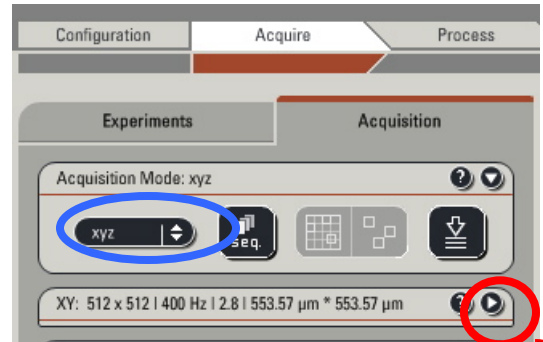 Configuration Acquire Process
Experiments Acquisition
Acquisition Mode: xyz ?
xyz seq.
XY: 512 x 512 | 400 Hz | 2.8 | 553.57 µm * 553.57 µm ?